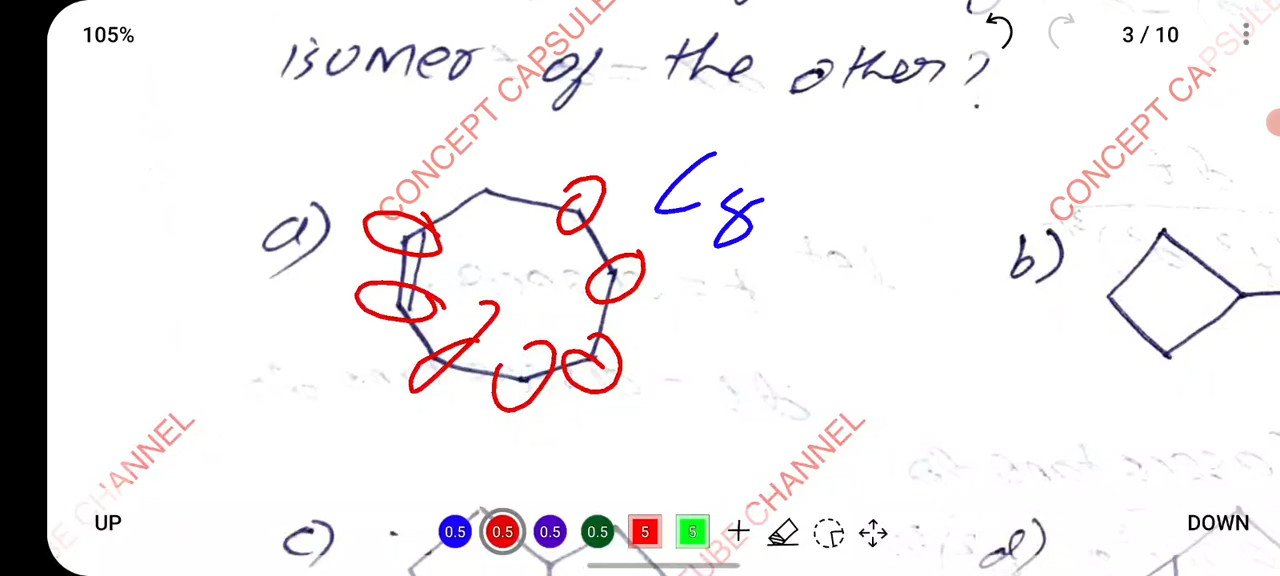 105%
3 / 10
isomer of the other?
CONCEPT CAPSULE
CONCEPT CAPSULE
a)
C8
b)
CHANNEL
TUBE CHANNEL
UP
c)
0.5 0.5 0.5 0.5 5 5
d)
DOWN